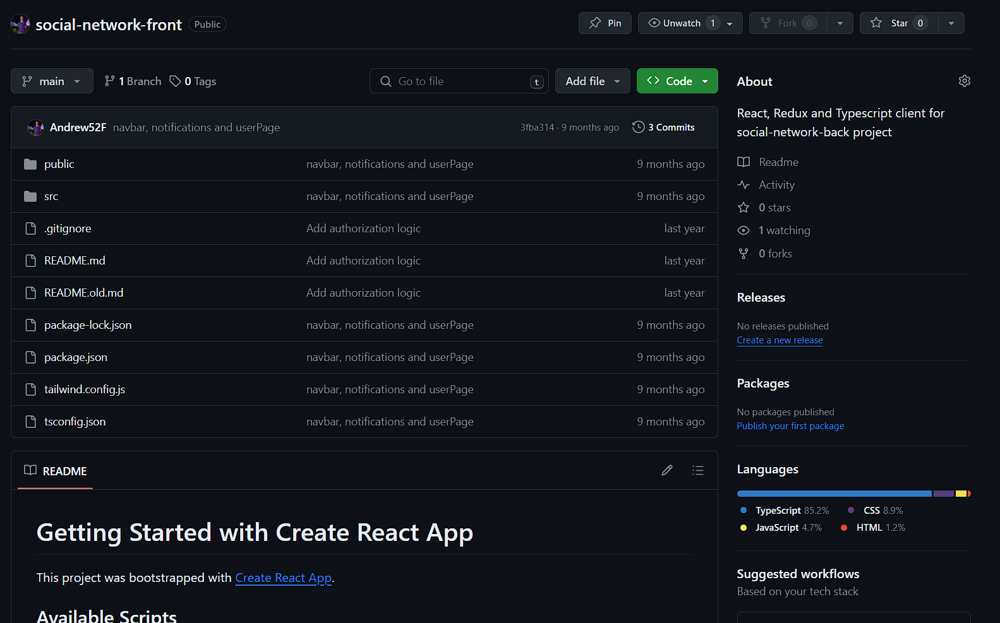 social-network-front Public Pin Unwatch 1 Fork 0 Star 0
main 1 Branch 0 Tags Go to file t Add file Code
Andrew52F navbar, notifications and userPage 3fba314 · 9 months ago 3 Commits
public navbar, notifications and userPage 9 months ago
src navbar, notifications and userPage 9 months ago
.gitignore Add authorization logic last year
README.md Add authorization logic last year
README.old.md Add authorization logic last year
package-lock.json navbar, notifications and userPage 9 months ago
package.json navbar, notifications and userPage 9 months ago
tailwind.config.js navbar, notifications and userPage 9 months ago
tsconfig.json navbar, notifications and userPage 9 months ago
README
Getting Started with Create React App
This project was bootstrapped with Create React App.
Available Scripts
About
React, Redux and Typescript client for
social-network-back project
Readme
Activity
0 stars
1 watching
0 forks
Releases
No releases published
Create a new release
Packages
No packages published
Publish your first package
Languages
TypeScript 85.2% CSS 8.9%
JavaScript 4.7% HTML 1.2%
Suggested workflows
Based on your tech stack